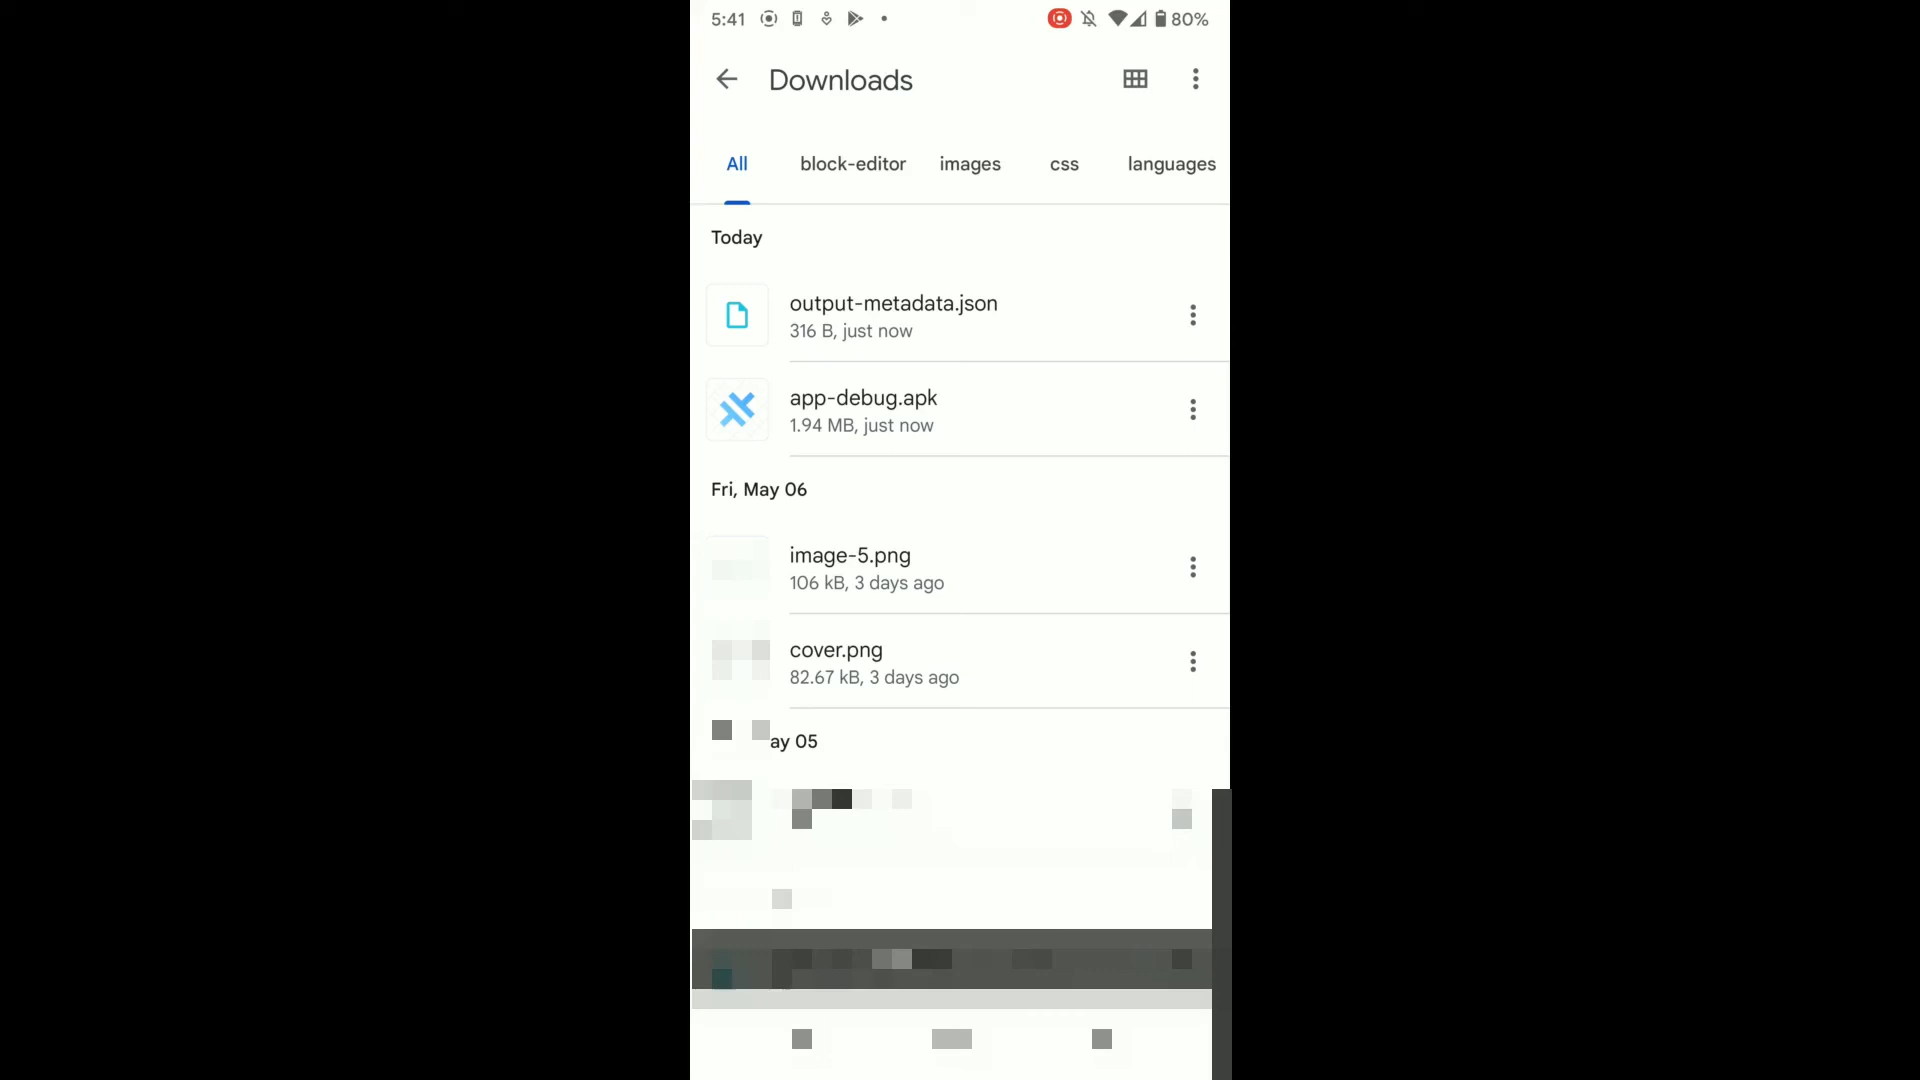 5:41 80%
Downloads
All block-editor images css languages
Today
output-metadata.json
316 B, just now
app-debug.apk
1.94 MB, just now
Fri, May 06
image-5.png
106 kB, 3 days ago
cover.png
82.67 kB, 3 days ago
ay 05